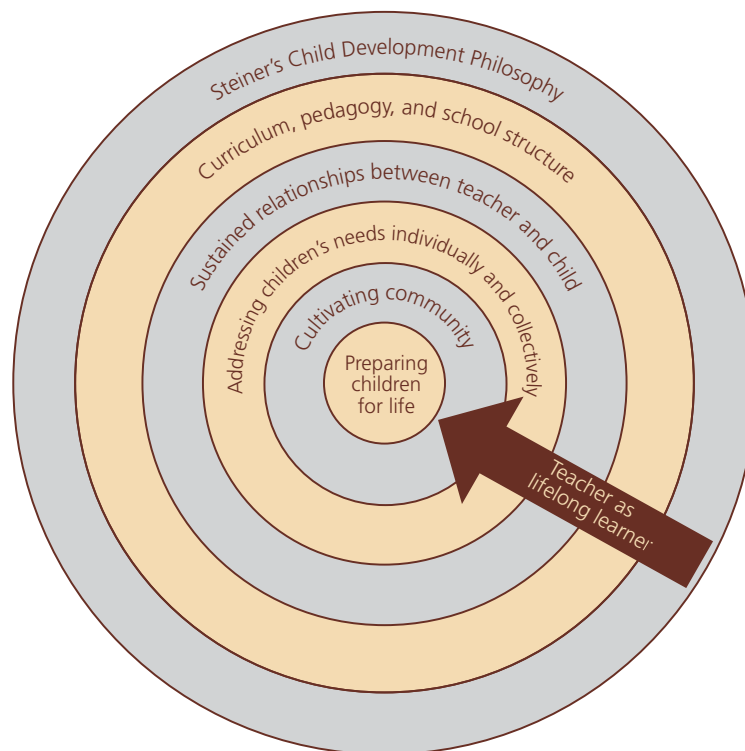 Steiner’s Child Development Philosophy
Curriculum, pedagogy, and school structure
Sustained relationships between teacher and child
Addressing children’s needs individually and collectively
Cultivating community
Preparing
children
for life
Teacher as
lifelong learner